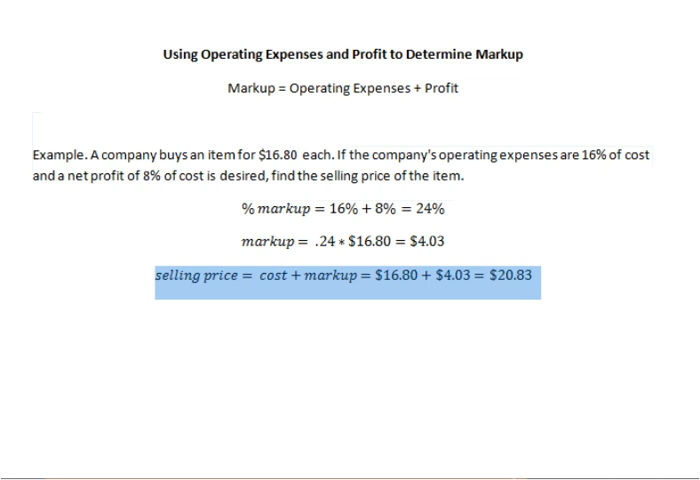 Using Operating Expenses and Profit to Determine Markup
Markup = Operating Expenses + Profit
Example. A company buys an item for $16.80 each. If the company's operating expenses are 16% of cost
and a net profit of 8% of cost is desired, find the selling price of the item.
% markup = 16% + 8% = 24%
markup = .24 * $16.80 = $4.03
selling price = cost + markup = $16.80 + $4.03 = $20.83